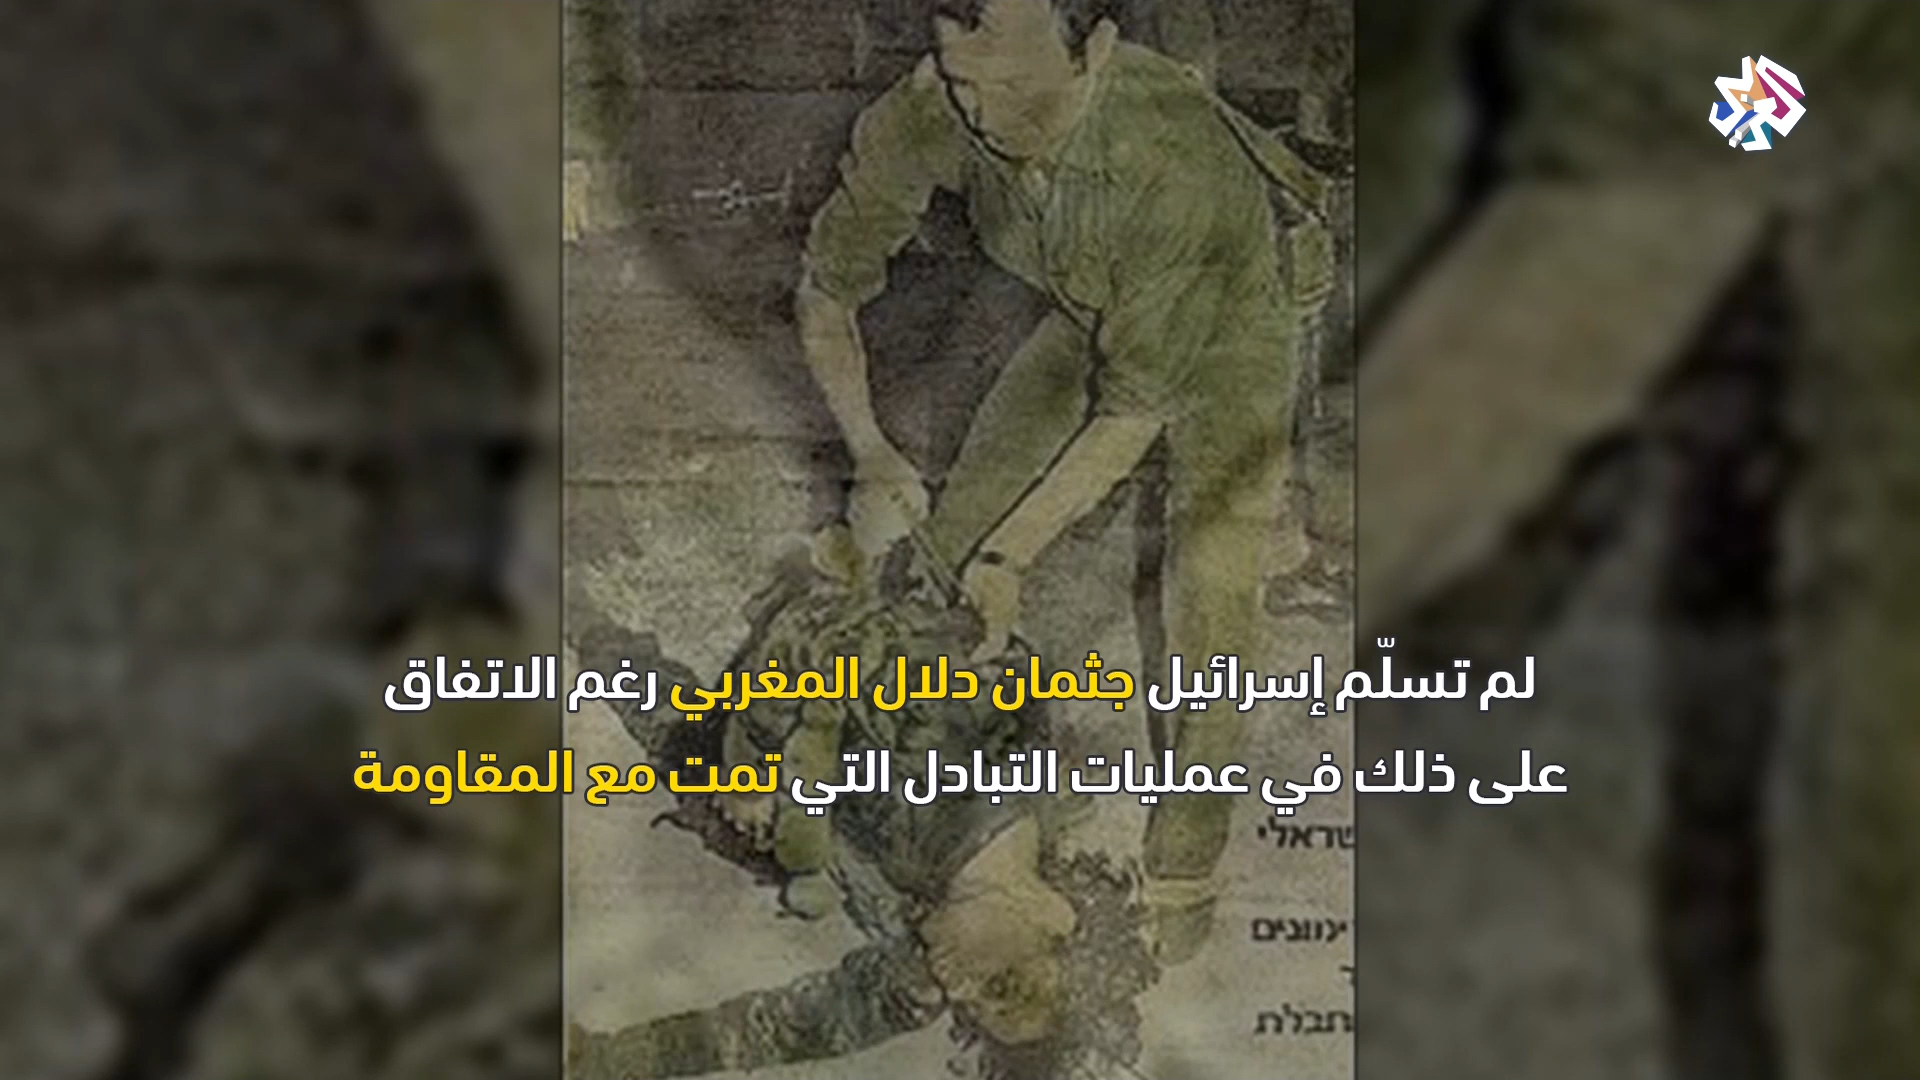 لم تسلّم إسرائيل جثمان دلال المغربي رغم الاتفاق
على ذلك في عمليات التبادل التي تمت مع المقاومة